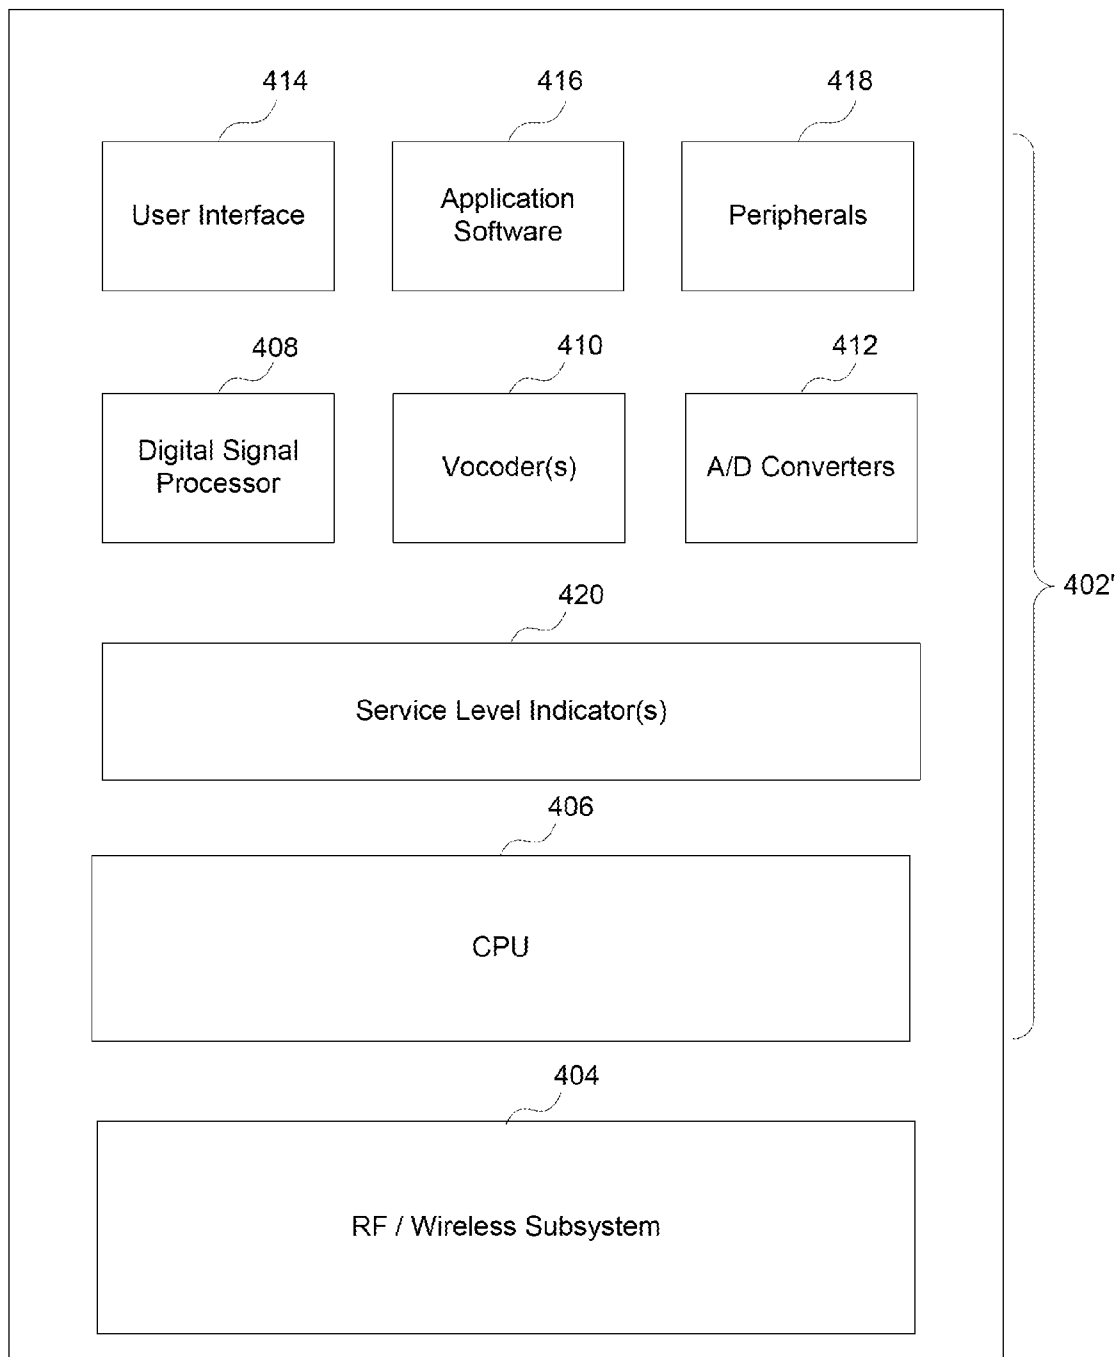 414
416
418
User Interface
Application
Software
Peripherals
408
410
412
Digital Signal
Processor
Vocoder(s)
A/D Converters
402'
420
Service Level Indicator(s)
406
CPU
404
RF / Wireless Subsystem